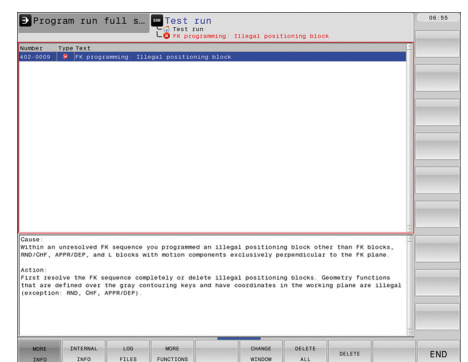 Program run full s…
Test run
06:55
Test run
FK programming: Illegal positioning block
Number Type Text
402-0009 FK programming: Illegal positioning block
Cause:
Within an unresolved FK sequence you programmed an illegal positioning block other than FK blocks,
RND/CHF, APPR/DEP, and L blocks with motion components exclusively perpendicular to the FK plane.
Action:
First resolve the FK sequence completely or delete illegal positioning blocks. Geometry functions
that are defined over the gray contouring keys and have coordinates in the working plane are illegal
(exception: RND, CHF, APPR/DEP).
MORE INFO
INTERNAL INFO
LOG FILES
MORE FUNCTIONS
CHANGE WINDOW
DELETE ALL
DELETE
END